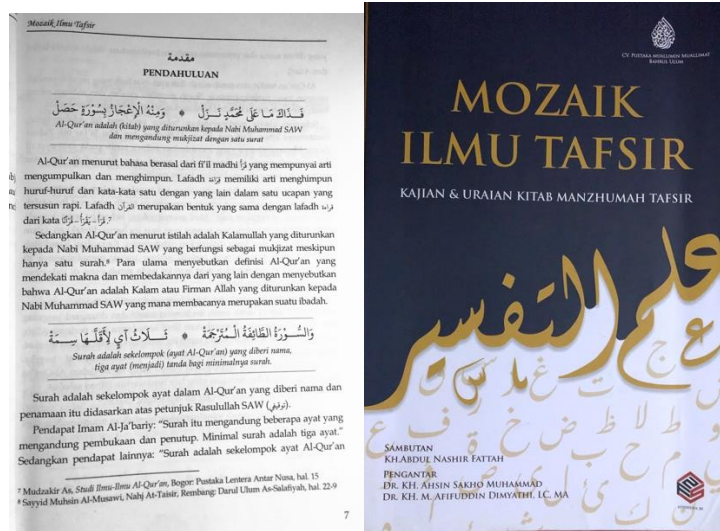 Mozaik Ilmu Tafsir
مقدمة
PENDAHULUAN
فَذَاكَ مَا عَلَى مُحَمَّدٍ نَـزَلْ * وَمِنْهُ الْإِعْجَازُ بِسُورَةٍ حَصَلْ
Al-Qur'an adalah (kitab) yang diturunkan kepada Nabi Muhammad SAW
dan mengandung mukjizat dengan satu surat
Al-Qur'an menurut bahasa berasal dari fi'il madhi قرأ yang mempunyai arti
mengumpulkan dan menghimpun. Lafadh قراءة memiliki arti menghimpun
huruf-huruf dan kata-kata satu dengan yang lain dalam satu ucapan yang
tersusun rapi. Lafadh القرآن merupakan bentuk yang sama dengan lafadh قراءة
dari kata قَرَأَ – يَقْرَأُ – قُرْآنًا.⁷
Sedangkan Al-Qur'an menurut istilah adalah Kalamullah yang diturunkan
kepada Nabi Muhammad SAW yang berfungsi sebagai mukjizat meskipun
hanya satu surah.⁸ Para ulama menyebutkan definisi Al-Qur'an yang
mendekati makna dan membedakannya dari yang lain dengan menyebutkan
bahwa Al-Qur'an adalah Kalam atau Firman Allah yang diturunkan kepada
Nabi Muhammad SAW yang mana membacanya merupakan suatu ibadah.
وَالسُّـوْرَةُ الطَّائِفَةُ الْـمُتَرْجَمَةُ * ثَـلَاثُ آيٍ لِأَقَلِّـهَا سِـمَةٌ
Surah adalah sekelompok (ayat Al-Qur'an) yang diberi nama,
tiga ayat (menjadi) tanda bagi minimalnya surah.
Surah adalah sekelompok ayat dalam Al-Qur'an yang diberi nama dan
penamaan itu didasarkan atas petunjuk Rasulullah SAW (توقيفي).
Pendapat Imam Al-Ja'bariy: "Surah itu mengandung beberapa ayat yang
mengandung pembukaan dan penutup. Minimal surah adalah tiga ayat."
Sedangkan pendapat lainnya: "Surah adalah sekelompok ayat Al-Qur'an
⁷ Mudzakir As, Studi Ilmu-Ilmu Al-Qur'an, Bogor: Pustaka Lentera Antar Nusa, hal. 15
⁸ Sayyid Muhsin Al-Musawi, Nahj At-Taisir, Rembang: Darul Ulum As-Salafiyah, hal. 22-9
7
CV. PUSTAKA MUALLIMIN MUALLIMAT
BAHRUL ULUM
MOZAIK
ILMU TAFSIR
KAJIAN & URAIAN KITAB MANZHUMAH TAFSIR
علم التفسير
SAMBUTAN
KH.ABDUL NASHIR FATTAH
PENGANTAR
DR. KH. AHSIN SAKHO MUHAMMAD
DR. KH. M. AFIFUDDIN DIMYATHI, LC, MA